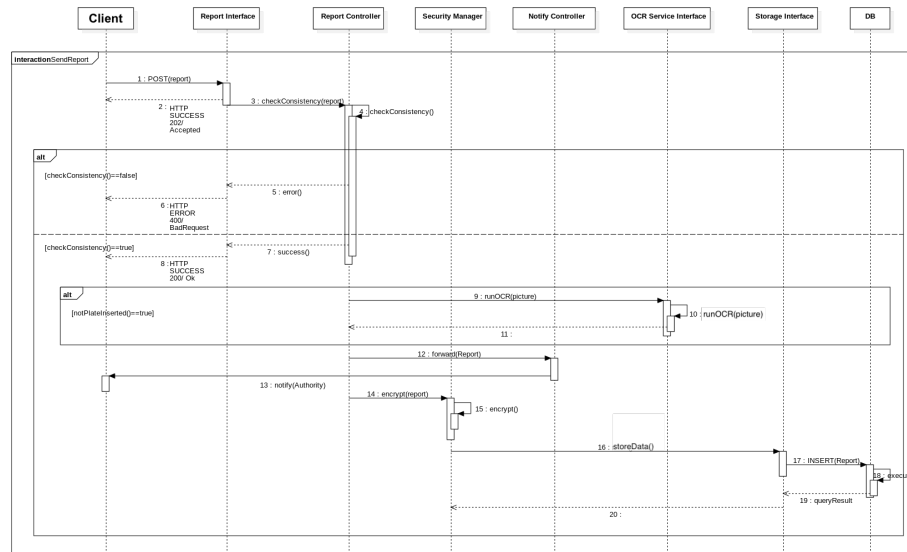 Client
Report Interface
Report Controller
Security Manager
Notify Controller
OCR Service Interface
Storage Interface
DB
interactionSendReport
1 : POST(report)
2 : HTTP
SUCCESS
202/
Accepted
3 : checkConsistency(report)
4 : checkConsistency()
alt
[checkConsistency()==false]
5 : error()
6 : HTTP
ERROR
400/
BadRequest
[checkConsistency()==true]
7 : success()
8 : HTTP
SUCCESS
200/ Ok
alt
[notPlateInserted()==true]
9 : runOCR(picture)
10 : runOCR(picture)
11 :
12 : forward(Report)
13 : notify(Authority)
14 : encrypt(report)
15 : encrypt()
16 : storeData()
17 : INSERT(Report)
18 : execu
19 : queryResult
20 :